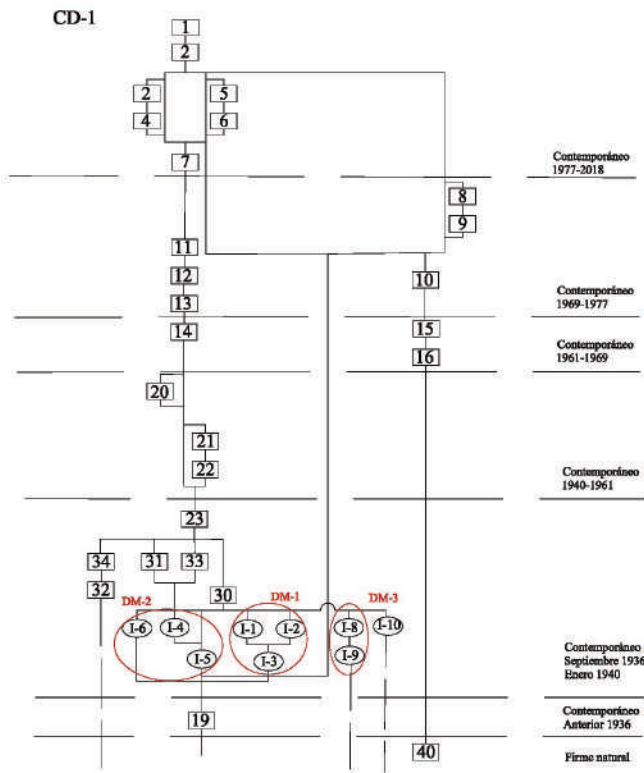 CD-1
1
2
2
5
4
6
7
Contemporáneo
1977-2018
8
9
11
10
12
13
Contemporáneo
1969-1977
14
15
16
Contemporáneo
1961-1969
20
21
22
Contemporáneo
1940-1961
23
34
31
33
32
30
DM-2
DM-1
DM-3
I-6
I-4
I-1
I-2
I-8
I-10
I-5
I-3
I-9
Contemporáneo
Septiembre 1936
Enero 1940
19
Contemporáneo
Anterior 1936
40
Firme natural